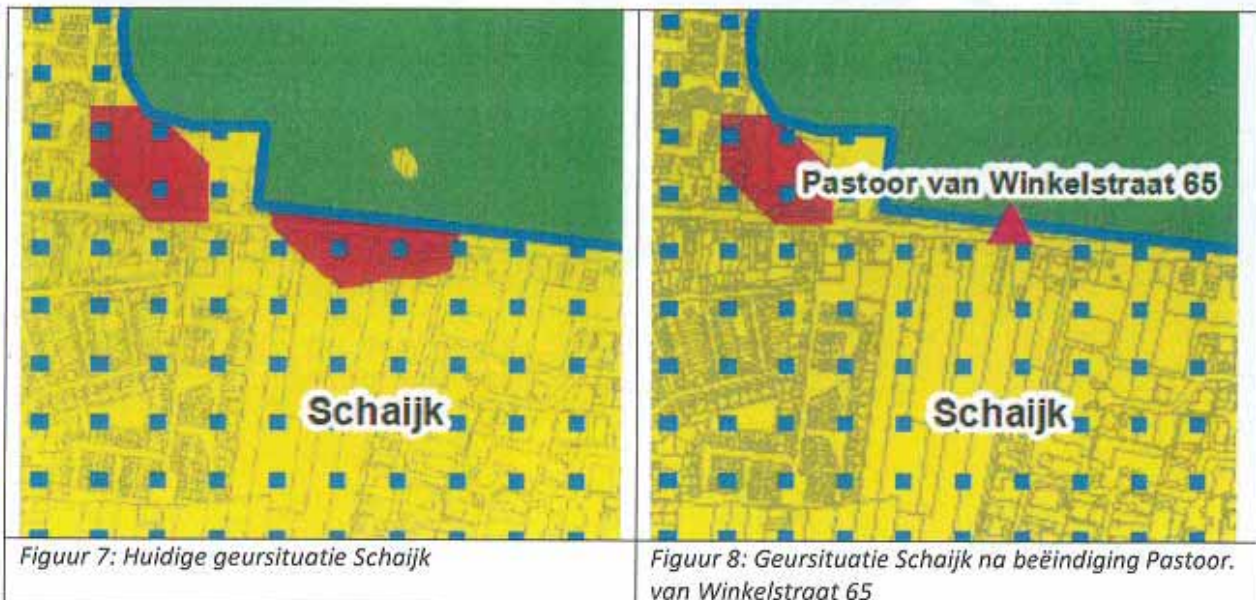 Schaijk
Figuur 7: Huidige geursituatie Schaijk
Pastoor van Winkelstraat 65
Schaijk
Figuur 8: Geursituatie Schaijk na beëindiging Pastoor.
van Winkelstraat 65